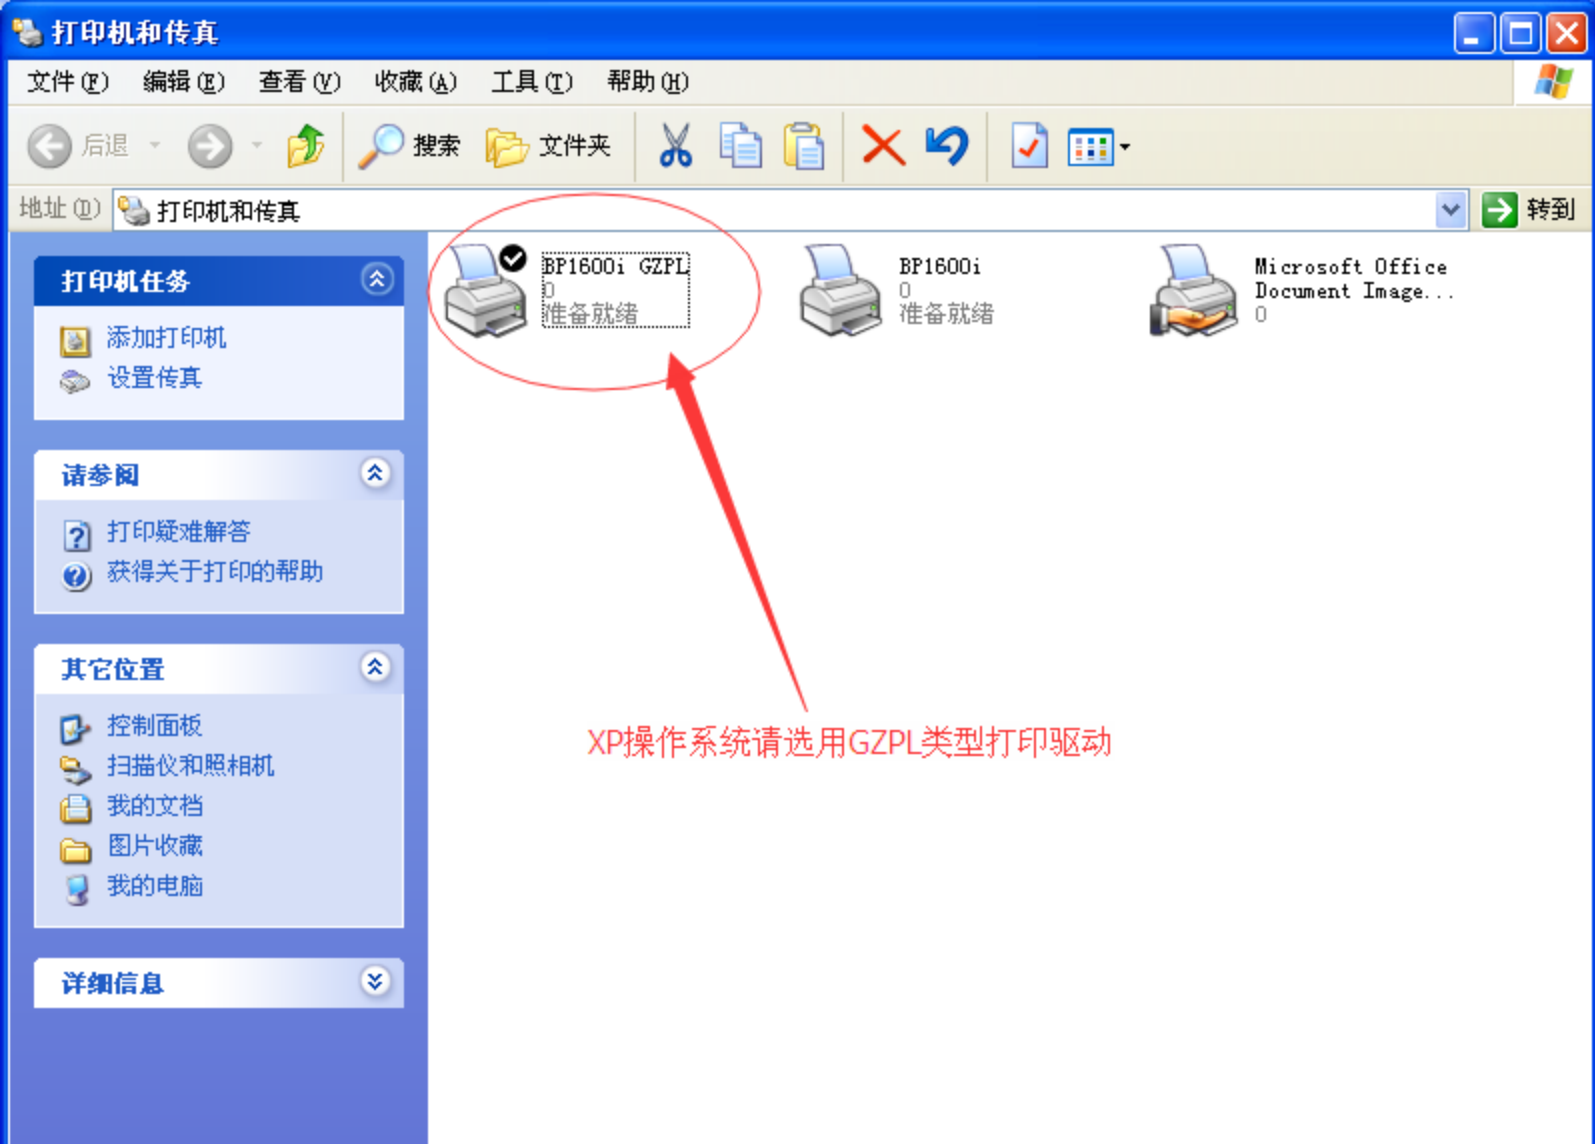 打印机和传真
文件(F) 编辑(E) 查看(V) 收藏(A) 工具(T) 帮助(H)
后退 搜索 文件夹
地址(D) 打印机和传真 转到
打印机任务
添加打印机
设置传真
请参阅
打印疑难解答
获得关于打印的帮助
其它位置
控制面板
扫描仪和照相机
我的文档
图片收藏
我的电脑
详细信息
BP1600i GZPL
0
准备就绪
BP1600i
0
准备就绪
Microsoft Office
Document Image...
0
XP操作系统请选用GZPL类型打印驱动